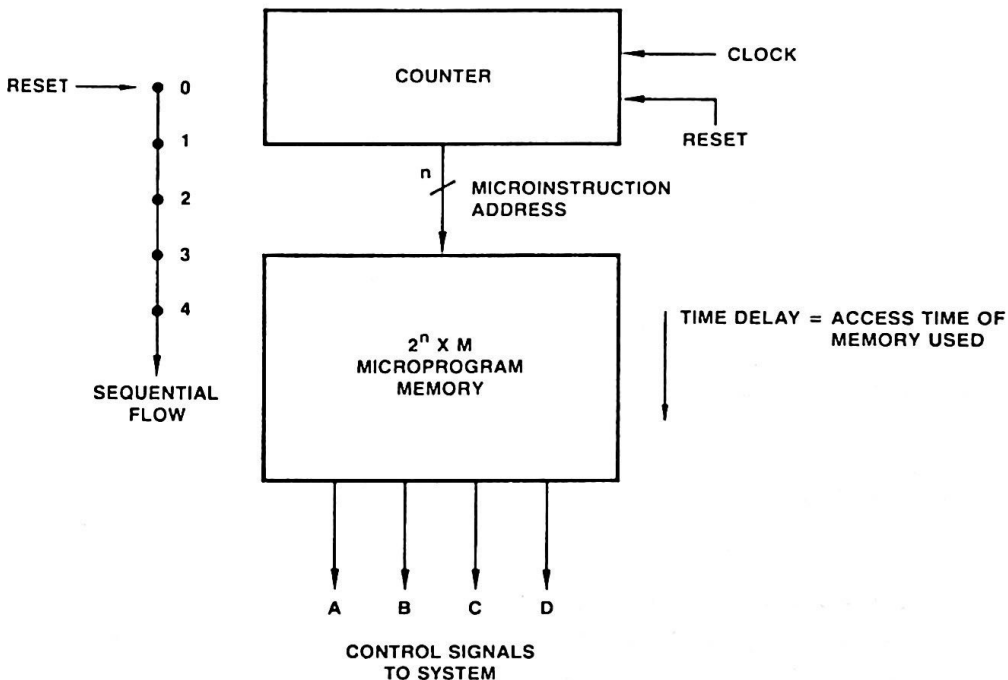 COUNTER
CLOCK
RESET
RESET
0
1
2
3
4
SEQUENTIAL
FLOW
n
MICROINSTRUCTION
ADDRESS
2ⁿ X M
MICROPROGRAM
MEMORY
TIME DELAY = ACCESS TIME OF
MEMORY USED
A B C D
CONTROL SIGNALS
TO SYSTEM